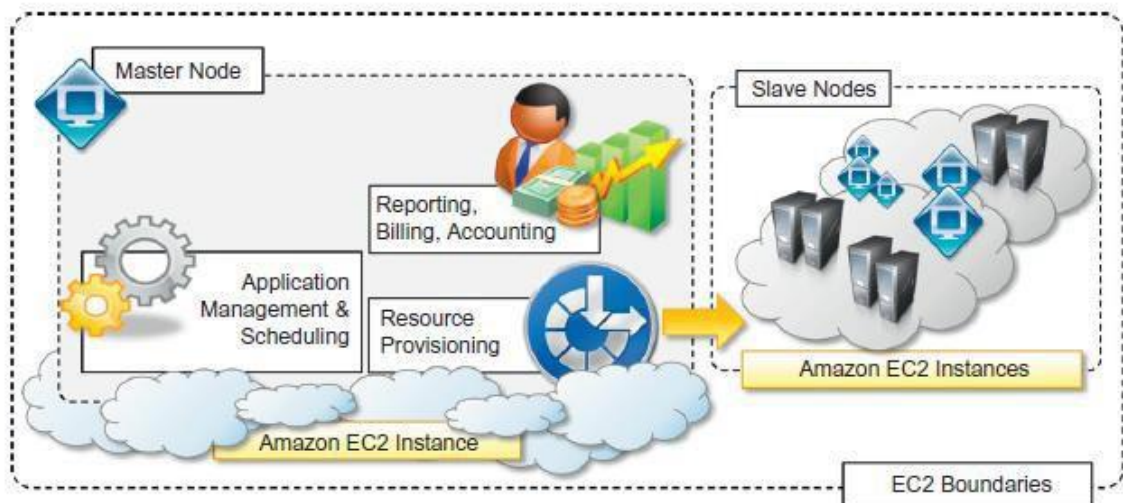 Master Node
Slave Nodes
Reporting,
Billing, Accounting
Application
Management &
Scheduling
Resource
Provisioning
Amazon EC2 Instances
Amazon EC2 Instance
EC2 Boundaries